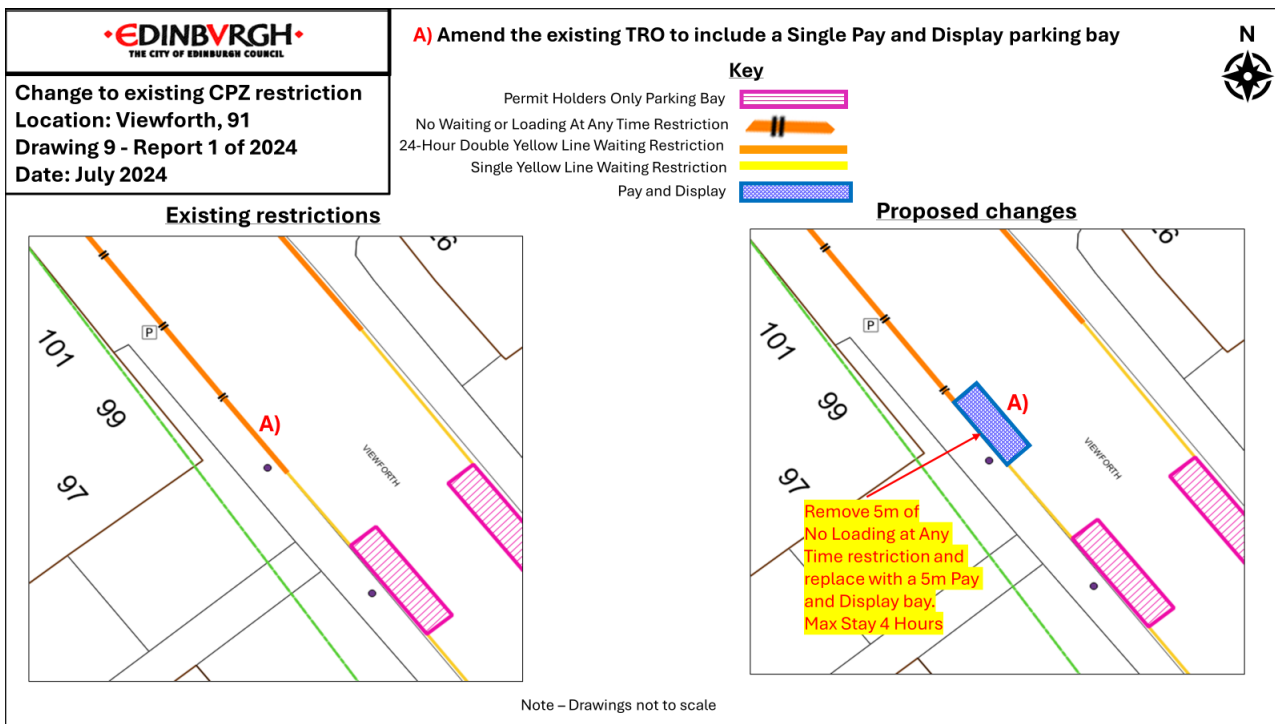 EDINBVRGH
THE CITY OF EDINBURGH COUNCIL
Change to existing CPZ restriction
Location: Viewforth, 91
Drawing 9 - Report 1 of 2024
Date: July 2024
A) Amend the existing TRO to include a Single Pay and Display parking bay
N
Key
Permit Holders Only Parking Bay
No Waiting or Loading At Any Time Restriction
24-Hour Double Yellow Line Waiting Restriction
Single Yellow Line Waiting Restriction
Pay and Display
Existing restrictions
P
101
99
97
A)
VIEWFORTH
Proposed changes
P
101
99
97
A)
VIEWFORTH
Remove 5m of
No Loading at Any
Time restriction and
replace with a 5m Pay
and Display bay.
Max Stay 4 Hours
Note – Drawings not to scale